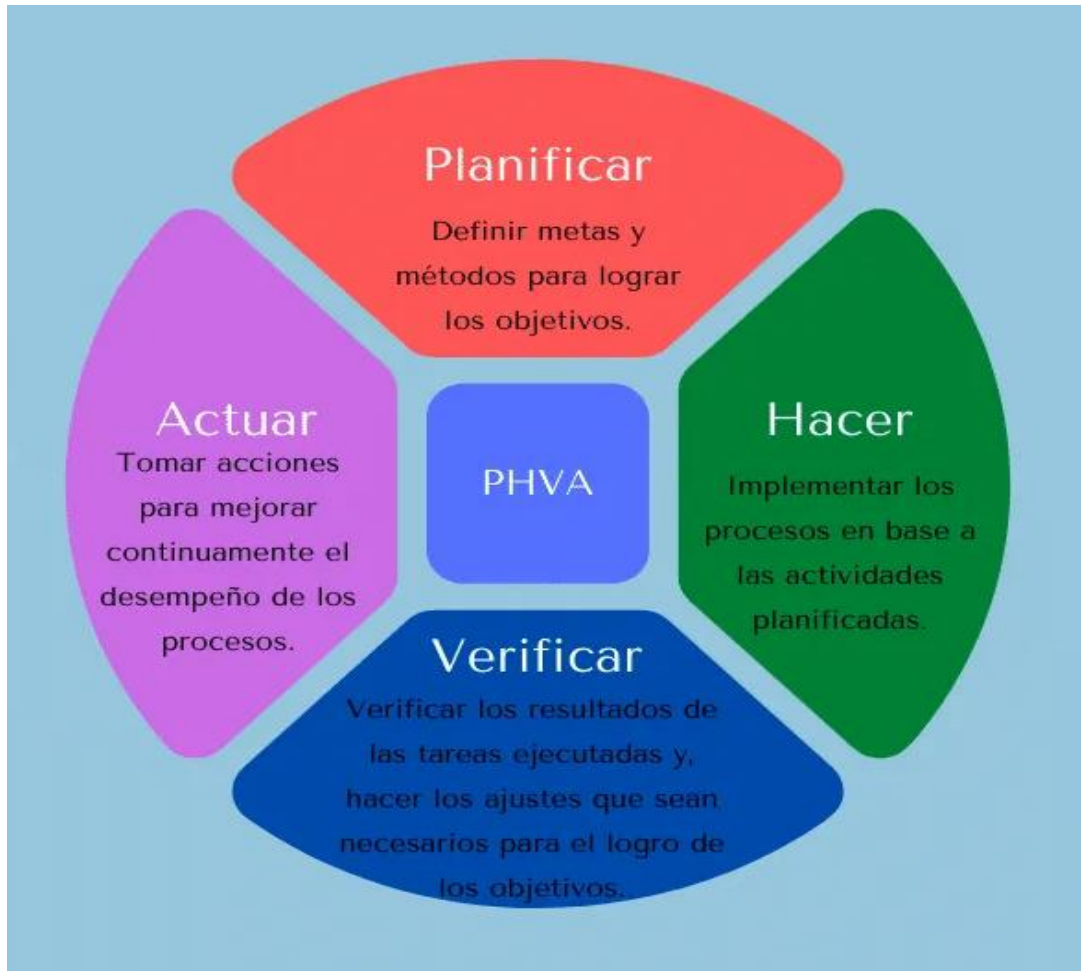 Planificar
Definir metas y
métodos para lograr
los objetivos.
Hacer
Implementar los
procesos en base a
las actividades
planificadas.
Verificar
Verificar los resultados de
las tareas ejecutadas y,
hacer los ajustes que sean
necesarios para el logro de
los objetivos.
Actuar
Tomar acciones
para mejorar
continuamente el
desempeño de los
procesos.
PHVA